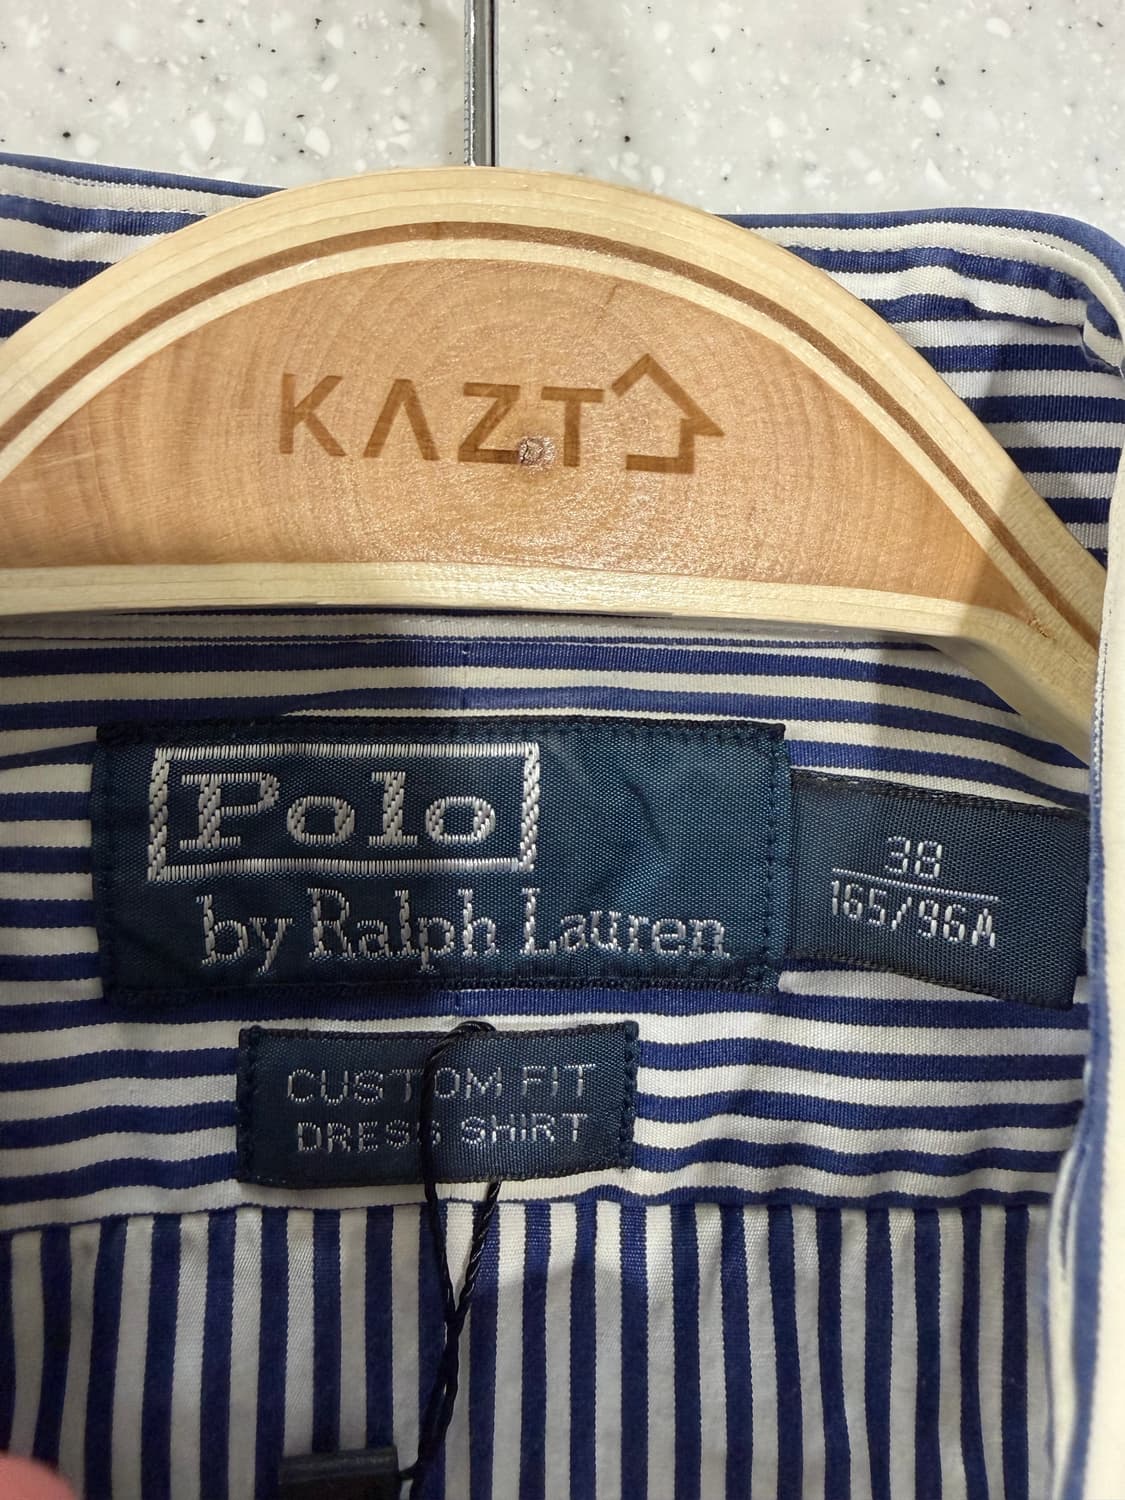 KAZT
Polo
by Ralph Lauren
38
165/96A
CUSTOM FIT
DRESS SHIRT